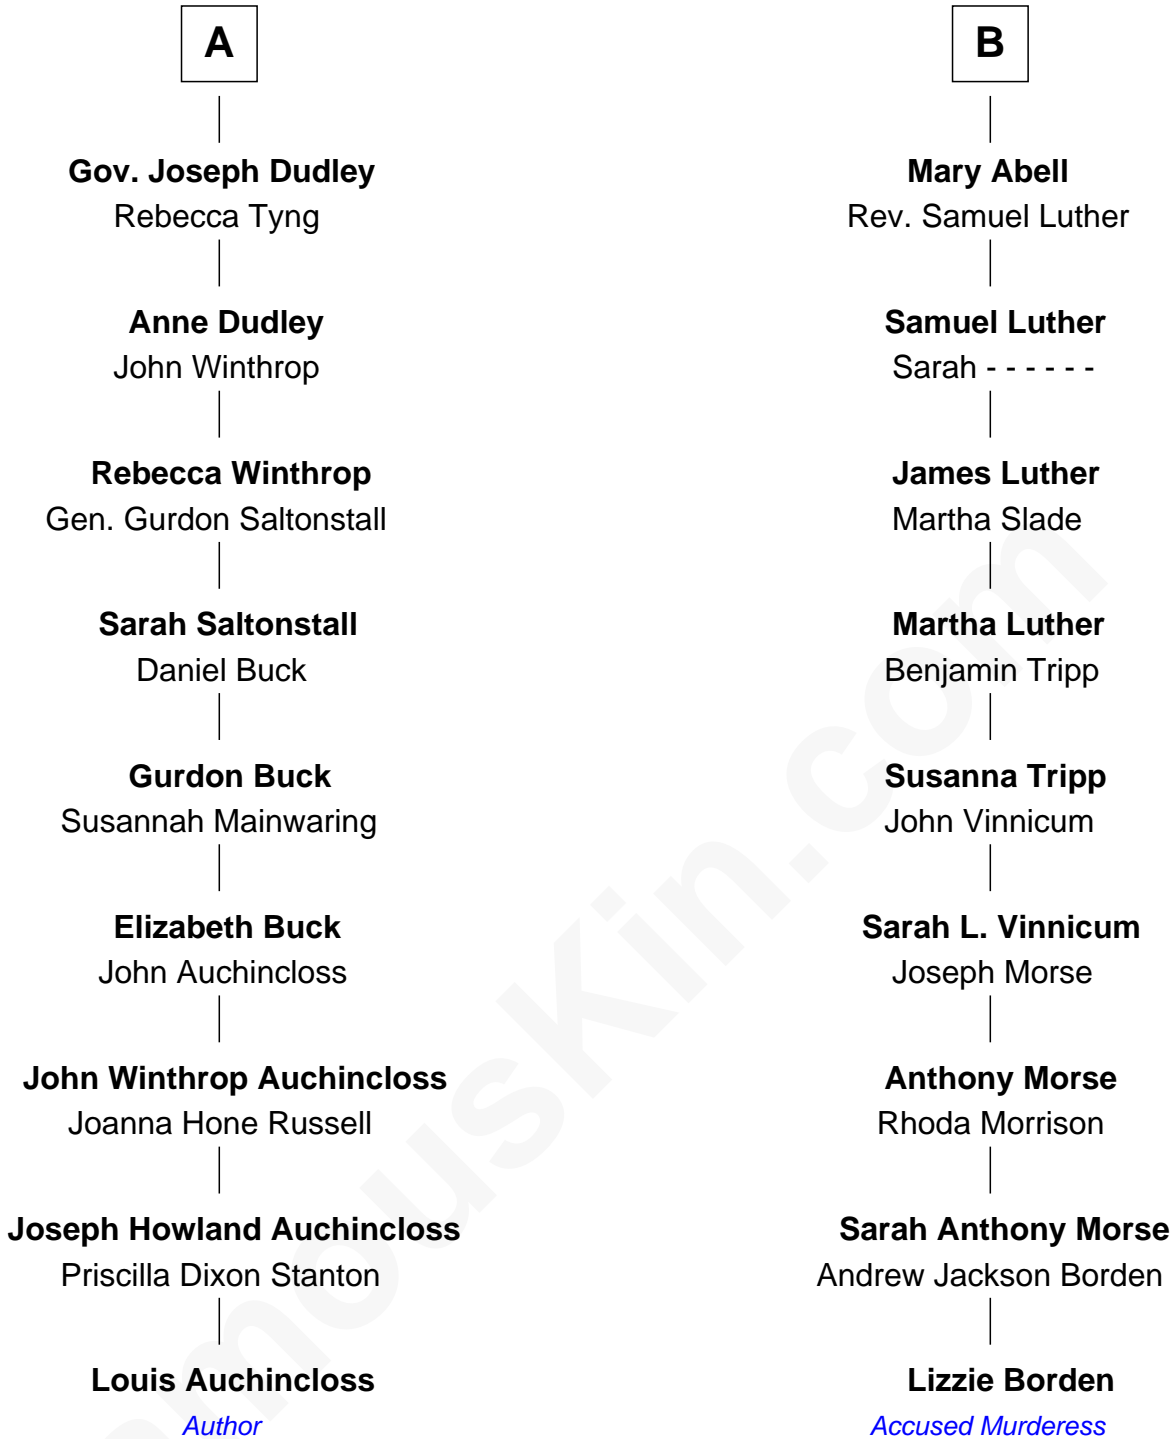 A
Gov. Joseph Dudley
Rebecca Tyng
Anne Dudley
John Winthrop
Rebecca Winthrop
Gen. Gurdon Saltonstall
Sarah Saltonstall
Daniel Buck
Gurdon Buck
Susannah Mainwaring
Elizabeth Buck
John Auchincloss
John Winthrop Auchincloss
Joanna Hone Russell
Joseph Howland Auchincloss
Priscilla Dixon Stanton
Louis Auchincloss
Author
B
Mary Abell
Rev. Samuel Luther
Samuel Luther
Sarah - - - - - -
James Luther
Martha Slade
Martha Luther
Benjamin Tripp
Susanna Tripp
John Vinnicum
Sarah L. Vinnicum
Joseph Morse
Anthony Morse
Rhoda Morrison
Sarah Anthony Morse
Andrew Jackson Borden
Lizzie Borden
Accused Murderess
amouskin.com